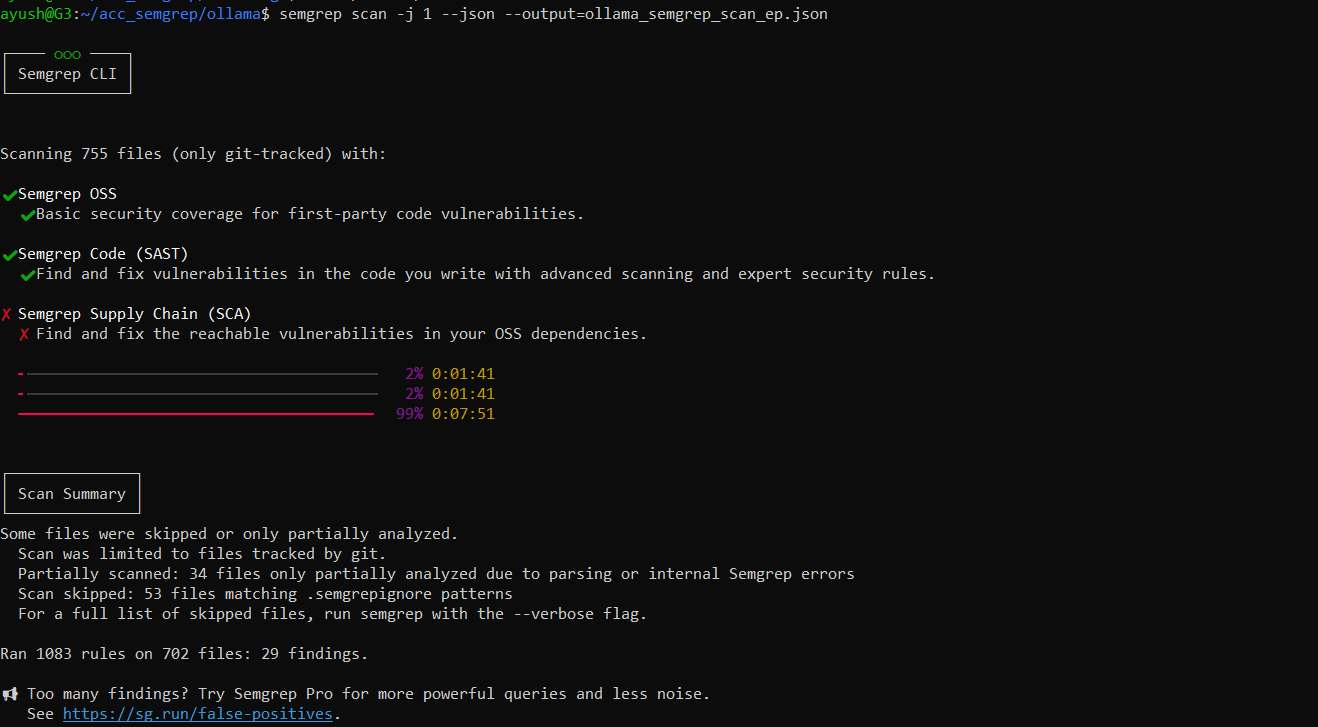 ayush@G3:~/acc_semgrep/ollama$ semgrep scan -j 1 --json --output=ollama_semgrep_scan_ep.json
ooo
Semgrep CLI
Scanning 755 files (only git-tracked) with:
✔Semgrep OSS
✔Basic security coverage for first-party code vulnerabilities.
✔Semgrep Code (SAST)
✔Find and fix vulnerabilities in the code you write with advanced scanning and expert security rules.
✗ Semgrep Supply Chain (SCA)
✗ Find and fix the reachable vulnerabilities in your OSS dependencies.
2% 0:01:41
2% 0:01:41
99% 0:07:51
Scan Summary
Some files were skipped or only partially analyzed.
Scan was limited to files tracked by git.
Partially scanned: 34 files only partially analyzed due to parsing or internal Semgrep errors
Scan skipped: 53 files matching .semgrepignore patterns
For a full list of skipped files, run semgrep with the --verbose flag.
Ran 1083 rules on 702 files: 29 findings.
📢 Too many findings? Try Semgrep Pro for more powerful queries and less noise.
See https://sg.run/false-positives.